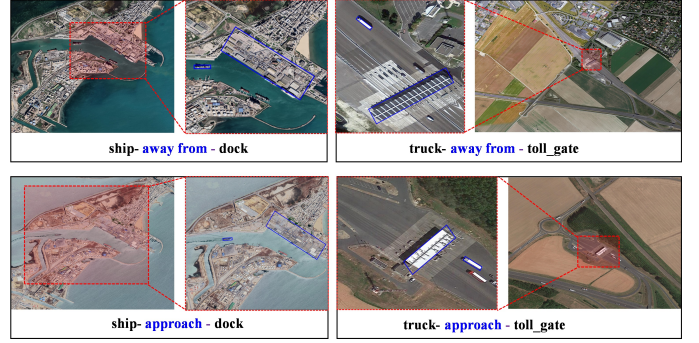 ship- away from - dock
truck- away from - toll_gate
ship- approach - dock
truck- approach - toll_gate